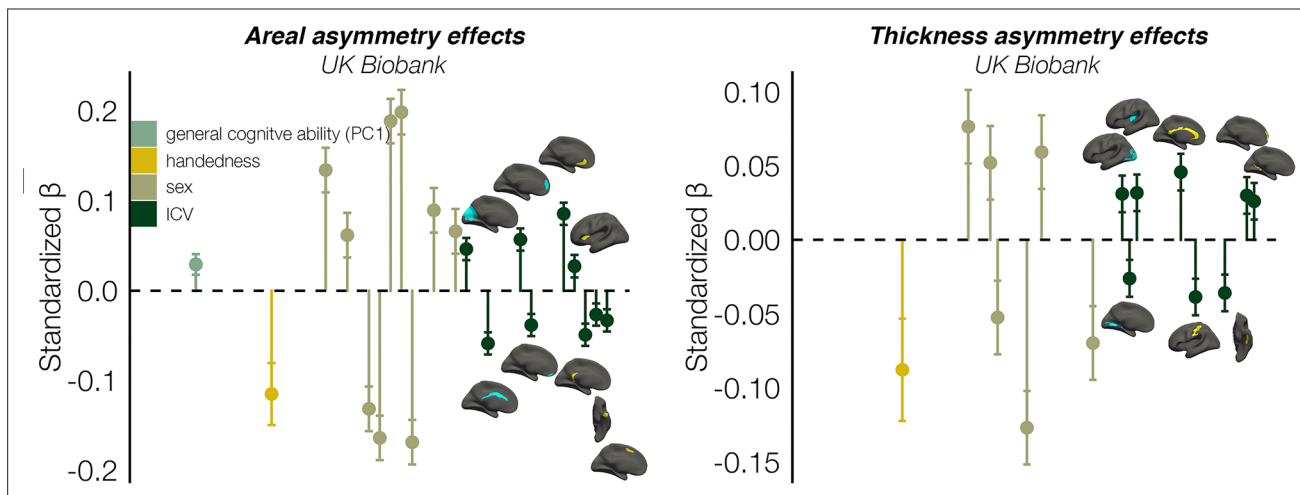 Areal asymmetry effects
UK Biobank
Standardized β
0.2
0.1
0.0
-0.1
-0.2
general cognitve ability (PC1)
handedness
sex
ICV
Thickness asymmetry effects
UK Biobank
Standardized β
0.10
0.05
0.00
-0.05
-0.10
-0.15